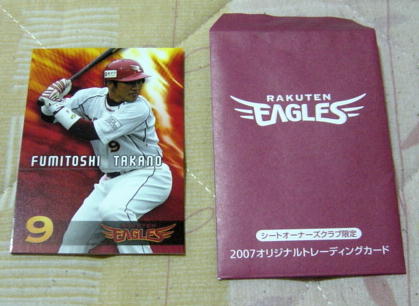 FUMITOSHI TAKANO
9
9
RAKUTEN
EAGLES
RAKUTEN
EAGLES
シートオーナーズクラブ限定
2007オリジナルトレーディングカード